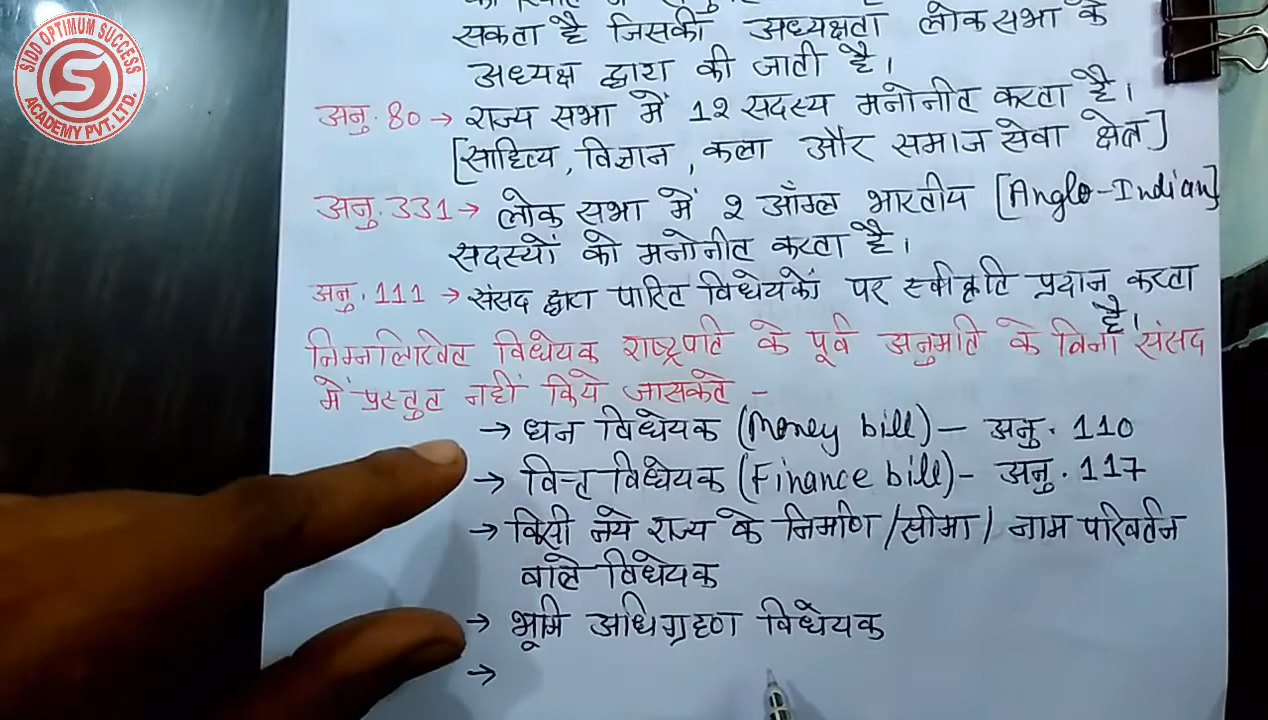 SIDD OPTIMUM SUCCESS
ACADEMY PVT. LTD.
S
सकता है जिसकी अध्यक्षता लोक सभा के
अध्यक्ष द्वारा की जाती है।
अनु. 80 → राज्य सभा में 12 सदस्य मनोनीत करता है।
[साहित्य, विज्ञान, कला और समाज सेवा क्षेत्र]
अनु. 331 → लोक सभा में 2 आँग्ल भारतीय [Anglo-Indian]
सदस्यों को मनोनीत करता है।
अनु. 111 → संसद द्वारा पारित विधेयकों पर स्वीकृति प्रदान करता
है।
निम्नलिखित विधेयक राष्ट्रपति के पूर्व अनुमति के बिना संसद
में प्रस्तुत नहीं किये जा सकते -
→ धन विधेयक (Money bill) - अनु. 110
→ वित्त विधेयक (Finance bill) - अनु. 117
→ किसी नये राज्य के निर्माण / सीमा / नाम परिवर्तन
वाले विधेयक
→ भूमि अधिग्रहण विधेयक
→